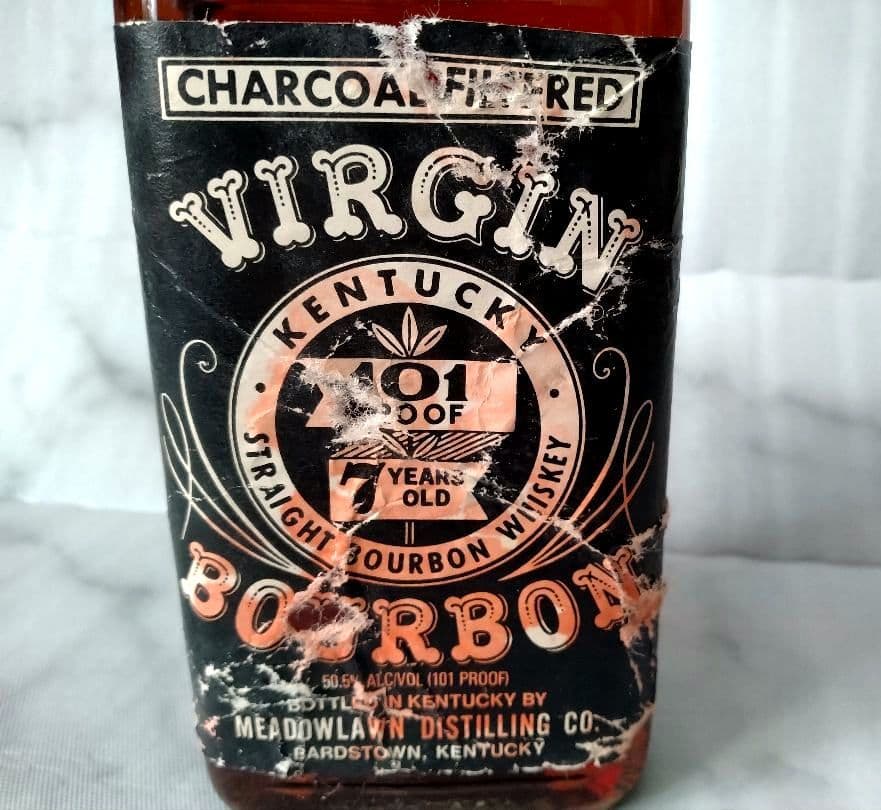 CHARCOAL FILTERED
VIRGIN
KENTUCKY
101
PROOF
7 YEARS
OLD
STRAIGHT BOURBON WHISKEY
BOURBON
50.5% ALC/VOL (101 PROOF)
BOTTLED IN KENTUCKY BY
MEADOWLAWN DISTILLING CO.
BARDSTOWN, KENTUCKY